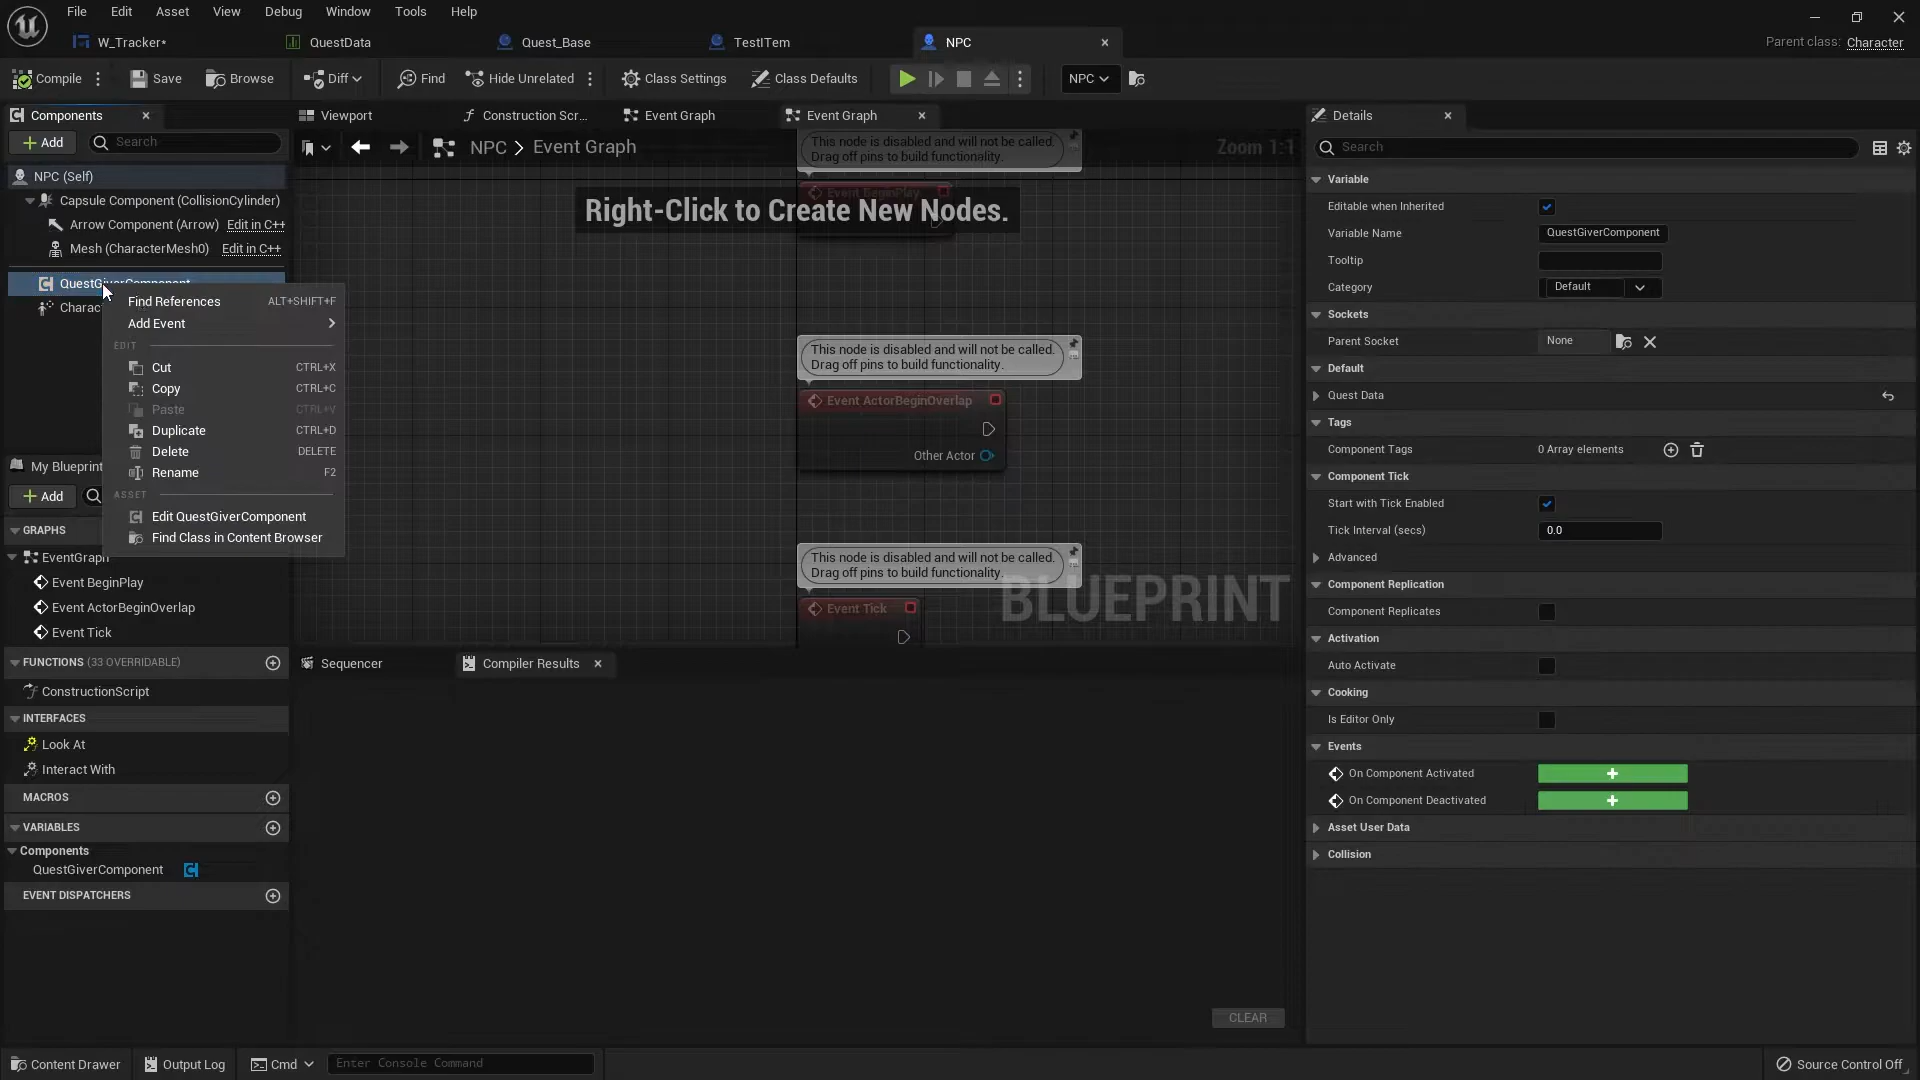 File Edit Asset View Debug Window Tools Help
W_Tracker* QuestData Quest_Base TestITem NPC
Parent class: Character
Compile Save Browse Diff Find Hide Unrelated Class Settings Class Defaults NPC
Components
Add Search
NPC (Self)
Capsule Component (CollisionCylinder)
Arrow Component (Arrow) Edit in C++
Mesh (CharacterMesh0) Edit in C++
QuestGiverComponent
Charac
Find References ALT+SHIFT+F
Add Event
EDIT
Cut CTRL+X
Copy CTRL+C
Paste CTRL+V
Duplicate CTRL+D
Delete DELETE
Rename F2
ASSET
Edit QuestGiverComponent
Find Class in Content Browser
My Blueprint
Add
GRAPHS
EventGraph
Event BeginPlay
Event ActorBeginOverlap
Event Tick
FUNCTIONS (33 OVERRIDABLE)
ConstructionScript
INTERFACES
Look At
Interact With
MACROS
VARIABLES
Components
QuestGiverComponent
EVENT DISPATCHERS
Viewport Construction Scr... Event Graph Event Graph
NPC > Event Graph
Zoom 1:1
This node is disabled and will not be called.
Drag off pins to build functionality.
Event BeginPlay
Right-Click to Create New Nodes.
This node is disabled and will not be called.
Drag off pins to build functionality.
Event ActorBeginOverlap
Other Actor
This node is disabled and will not be called.
Drag off pins to build functionality.
Event Tick
BLUEPRINT
Sequencer Compiler Results
CLEAR
Details
Search
Variable
Editable when Inherited
Variable Name QuestGiverComponent
Tooltip
Category Default
Sockets
Parent Socket None
Default
Quest Data
Tags
Component Tags 0 Array elements
Component Tick
Start with Tick Enabled
Tick Interval (secs) 0.0
Advanced
Component Replication
Component Replicates
Activation
Auto Activate
Cooking
Is Editor Only
Events
On Component Activated
On Component Deactivated
Asset User Data
Collision
Content Drawer Output Log Cmd Enter Console Command Source Control Off